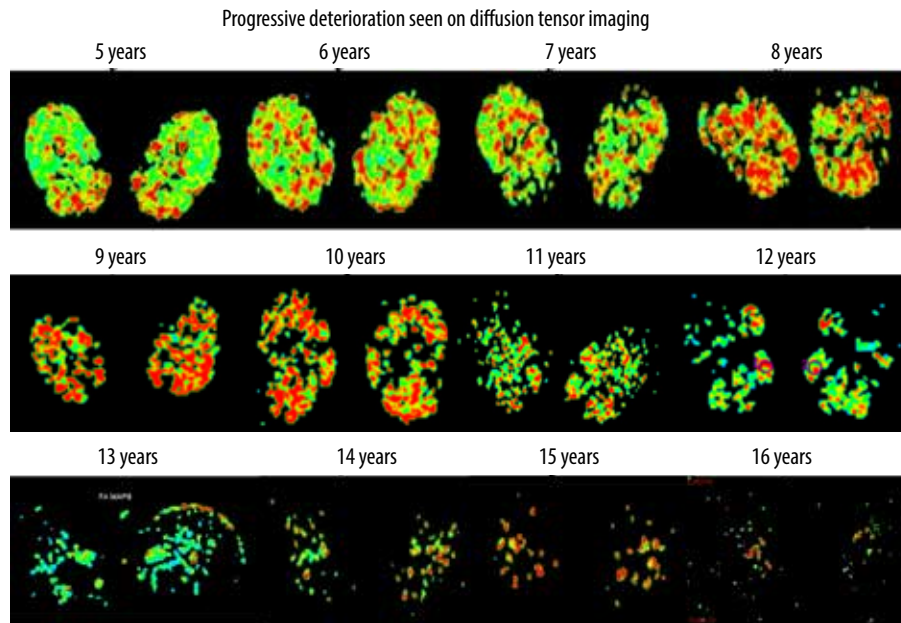 Progressive deterioration seen on diffusion tensor imaging
5 years 6 years 7 years 8 years
9 years 10 years 11 years 12 years
13 years 14 years 15 years 16 years